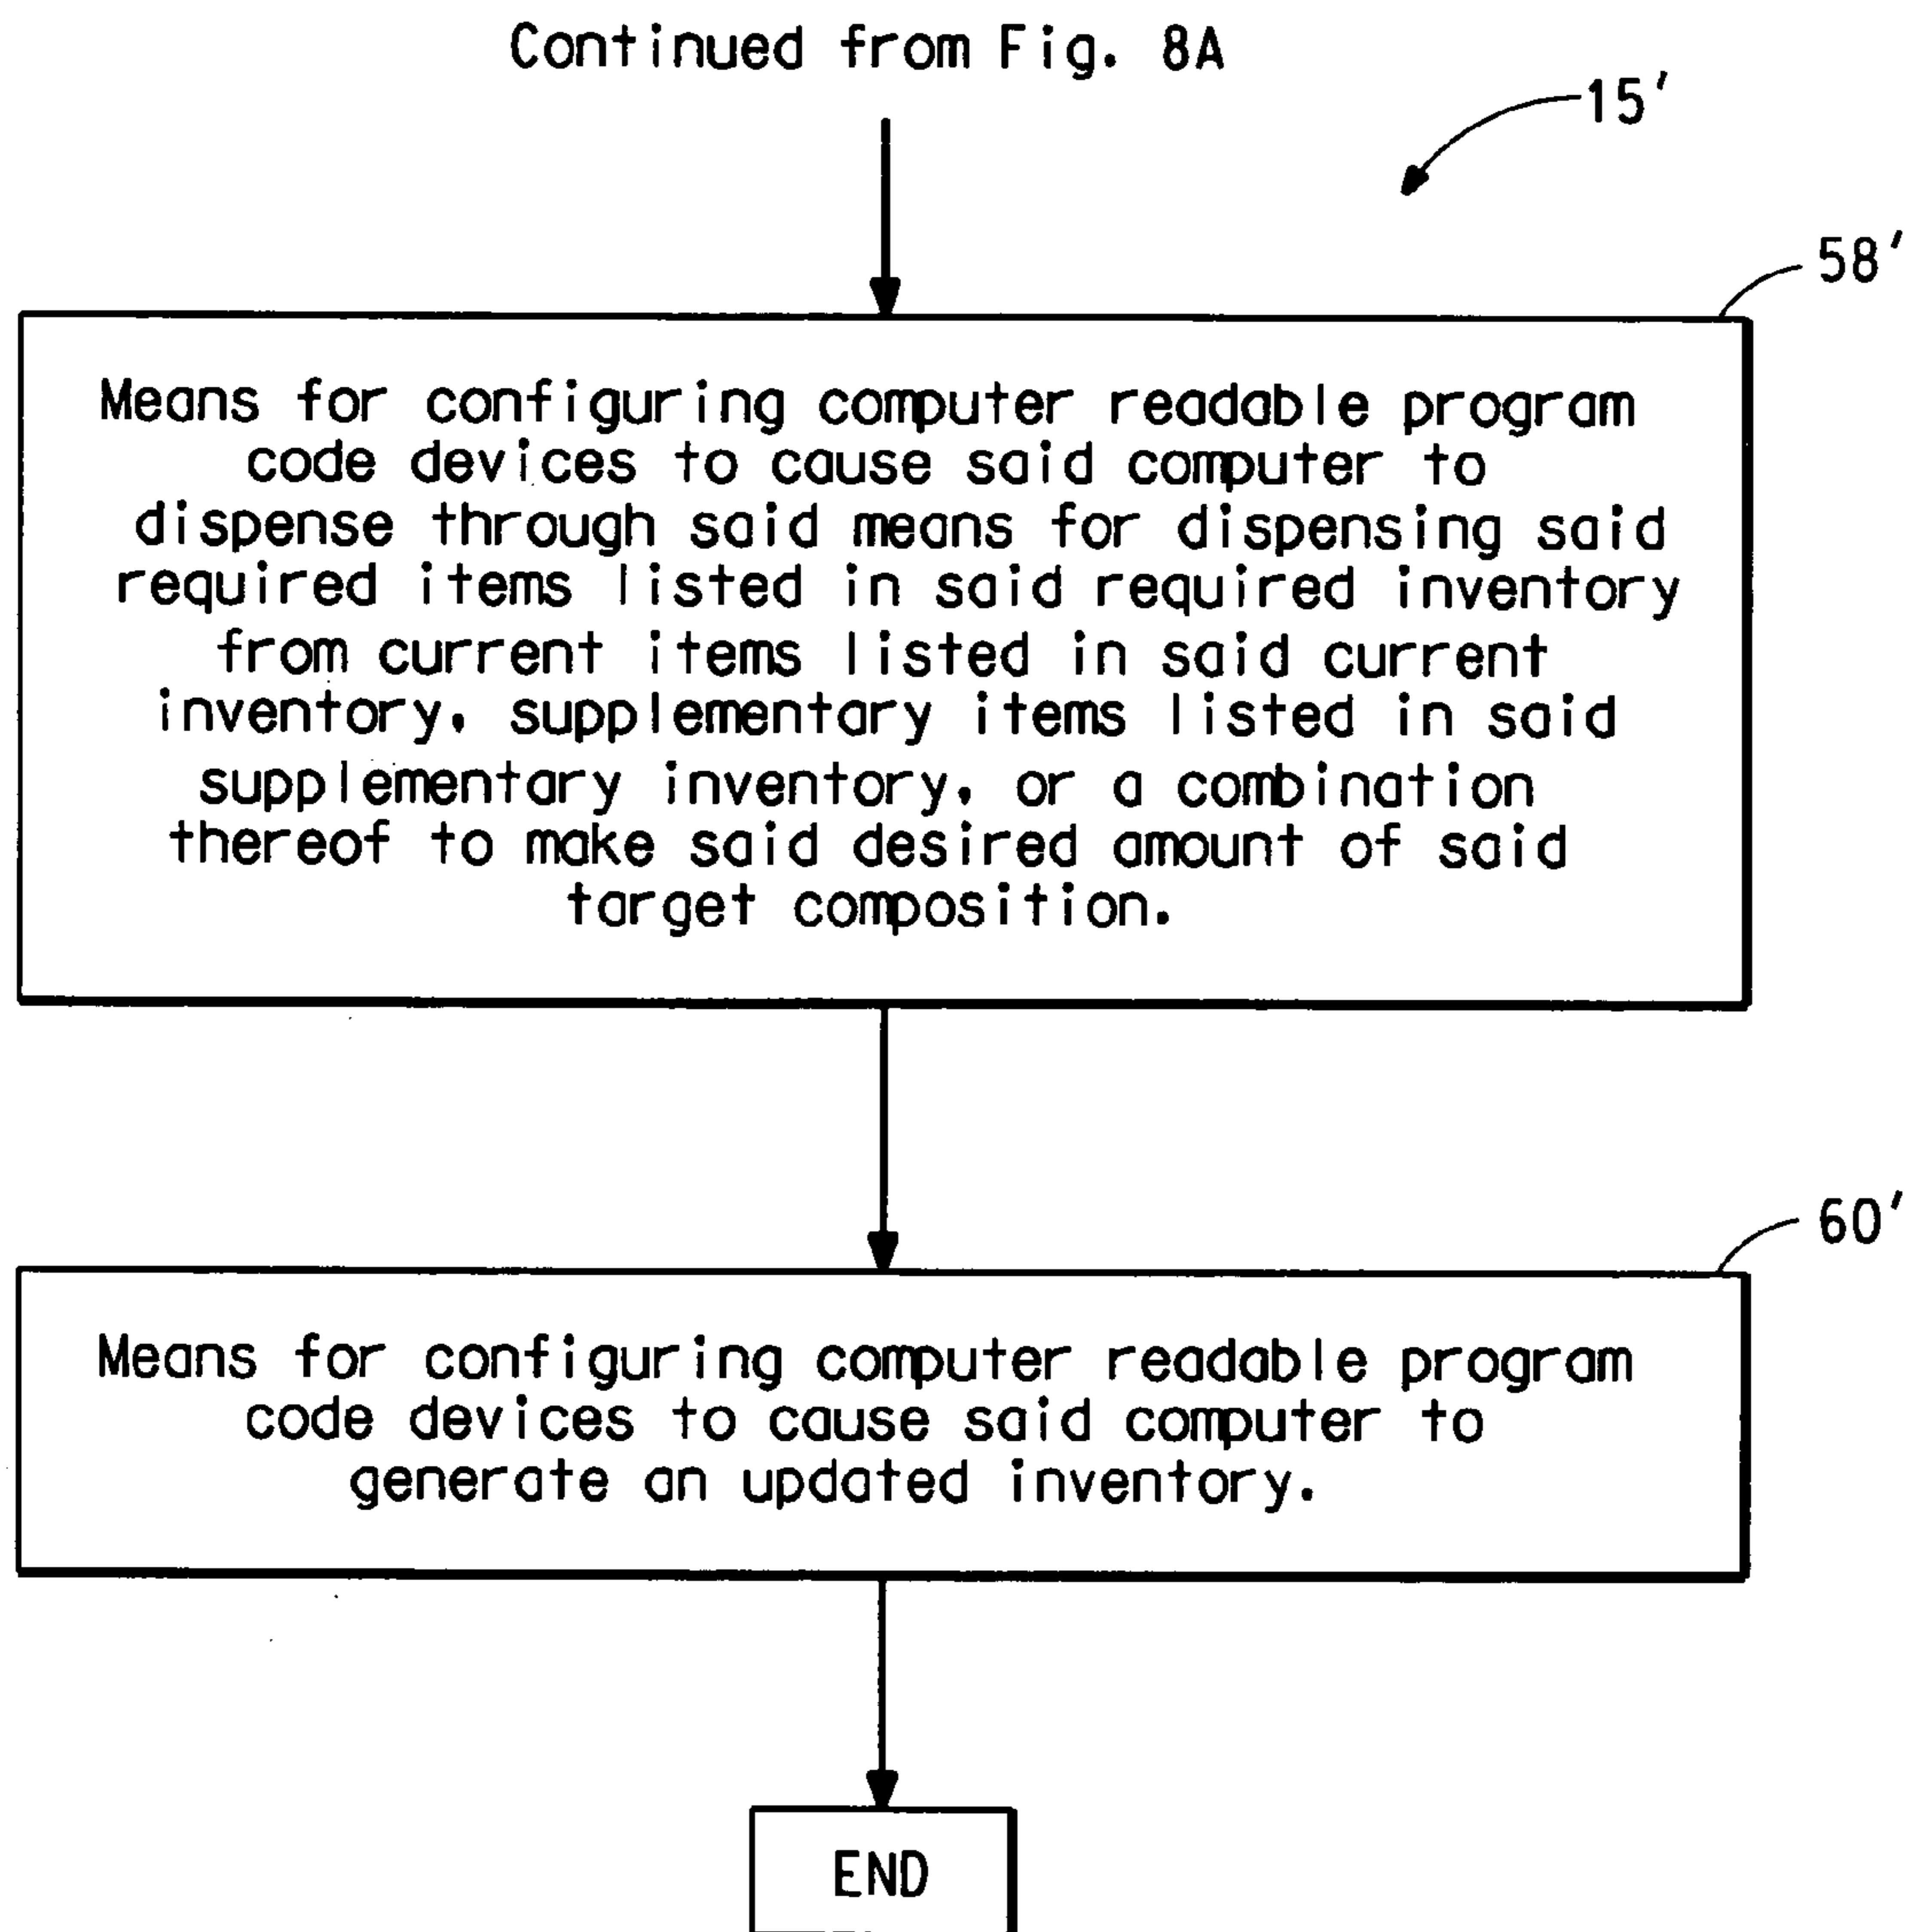 Continued from Fig. 8A
15'
58'
Means for configuring computer readable program
code devices to cause said computer to
dispense through said means for dispensing said
required items listed in said required inventory
from current items listed in said current
inventory, supplementary items listed in said
supplementary inventory, or a combination
thereof to make said desired amount of said
target composition.
60'
Means for configuring computer readable program
code devices to cause said computer to
generate an updated inventory.
END